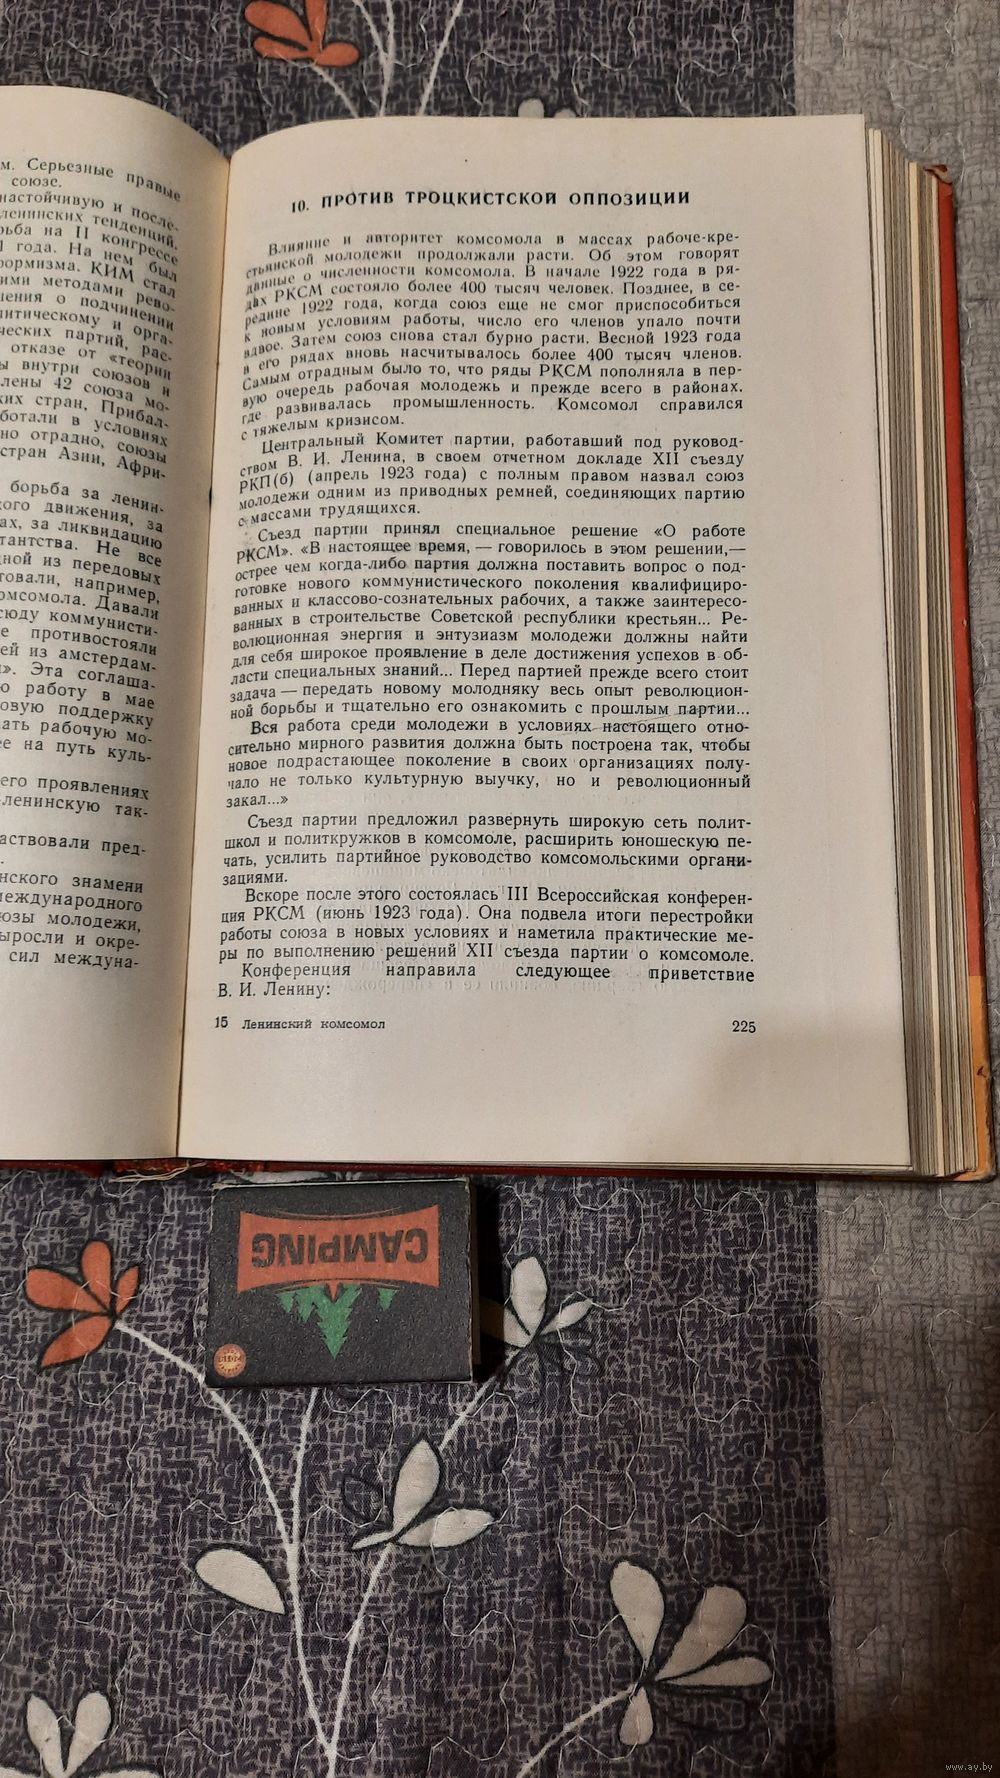 м. Серьезные правые
союзе.
настойчивую и после-
ленинских тенденций.
рьба на II конгрессе
1 года. На нем был
формизма. КИМ стал
ими методами рево-
ения о подчинении
литическому и орга-
ческих партий, рас-
отказе от «теории
ы внутри союзов и
лены 42 союза мо-
ких стран, Прибал-
ботали в условиях
но отрадно, союзы
стран Азии, Афри-
борьба за ленин-
кого движения, за
ах, за ликвидацию
тантства. Не все
дной из передовых
товали, например,
омсомола. Давали
сюду коммунисти-
е противостояли
ей из амстердам-
». Эта соглаша-
ю работу в мае
овую поддержку
ать рабочую мо-
ее на путь куль-
его проявлениях
-ленинскую так-
аствовали пред-
.
нского знамени
международного
юзы молодежи,
ыросли и окре-
сил междуна-
10. ПРОТИВ ТРОЦКИСТСКОЙ ОППОЗИЦИИ
Влияние и авторитет комсомола в массах рабоче-кре-
стьянской молодежи продолжали расти. Об этом говорят
данные о численности комсомола. В начале 1922 года в ря-
дах РКСМ состояло более 400 тысяч человек. Позднее, в се-
редине 1922 года, когда союз еще не смог приспособиться
к новым условиям работы, число его членов упало почти
вдвое. Затем союз снова стал бурно расти. Весной 1923 года
в его рядах вновь насчитывалось более 400 тысяч членов.
Самым отрадным было то, что ряды РКСМ пополняла в пер-
вую очередь рабочая молодежь и прежде всего в районах,
где развивалась промышленность. Комсомол справился
с тяжелым кризисом.
Центральный Комитет партии, работавший под руковод-
ством В. И. Ленина, в своем отчетном докладе XII съезду
РКП(б) (апрель 1923 года) с полным правом назвал союз
молодежи одним из приводных ремней, соединяющих партию
с массами трудящихся.
Съезд партии принял специальное решение «О работе
РКСМ». «В настоящее время, — говорилось в этом решении,—
острее чем когда-либо партия должна поставить вопрос о под-
готовке нового коммунистического поколения квалифициро-
ванных и классово-сознательных рабочих, а также заинтересо-
ванных в строительстве Советской республики крестьян... Ре-
волюционная энергия и энтузиазм молодежи должны найти
для себя широкое проявление в деле достижения успехов в об-
ласти специальных знаний... Перед партией прежде всего стоит
задача — передать новому молодняку весь опыт революцион-
ной борьбы и тщательно его ознакомить с прошлым партии...
Вся работа среди молодежи в условиях настоящего отно-
сительно мирного развития должна быть построена так, чтобы
новое подрастающее поколение в своих организациях полу-
чало не только культурную выучку, но и революционный
закал...»
Съезд партии предложил развернуть широкую сеть полит-
школ и политкружков в комсомоле, расширить юношескую пе-
чать, усилить партийное руководство комсомольскими органи-
зациями.
Вскоре после этого состоялась III Всероссийская конферен-
ция РКСМ (июнь 1923 года). Она подвела итоги перестройки
работы союза в новых условиях и наметила практические ме-
ры по выполнению решений XII съезда партии о комсомоле.
Конференция направила следующее приветствие
В. И. Ленину:
15 Ленинский комсомол
225
CAMPING
www.ay.by